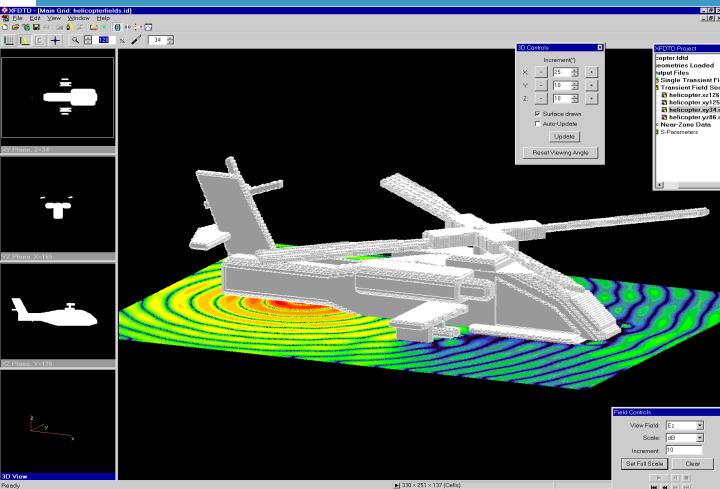 XFDTD - [Main Grid: helicopterfields.id]
File Edit View Window Help
128 % 34
XY Plane, Z=34
YZ Plane, X=165
XZ Plane, Y=126
z
y
x
3D View
3D Controls
Increment(°)
X: - 25 +
Y: - 10 +
Z: - 10 +
Surface drawn
Auto-Update
Update
Reset Viewing Angle
XFDTD Project
copter.fdtd
eometries Loaded
utput Files
Single Transient Fi
Transient Field Sec
helicopter.xz126
helicopter.xy125
helicopter.xy34.i
helicopter.yz86.i
Near-Zone Data
S-Parameters
Field Controls
View Field: Ez
Scale: dB
Increment: 10
Set Full Scale Clear
Ready
330 × 251 × 137 (Cells)